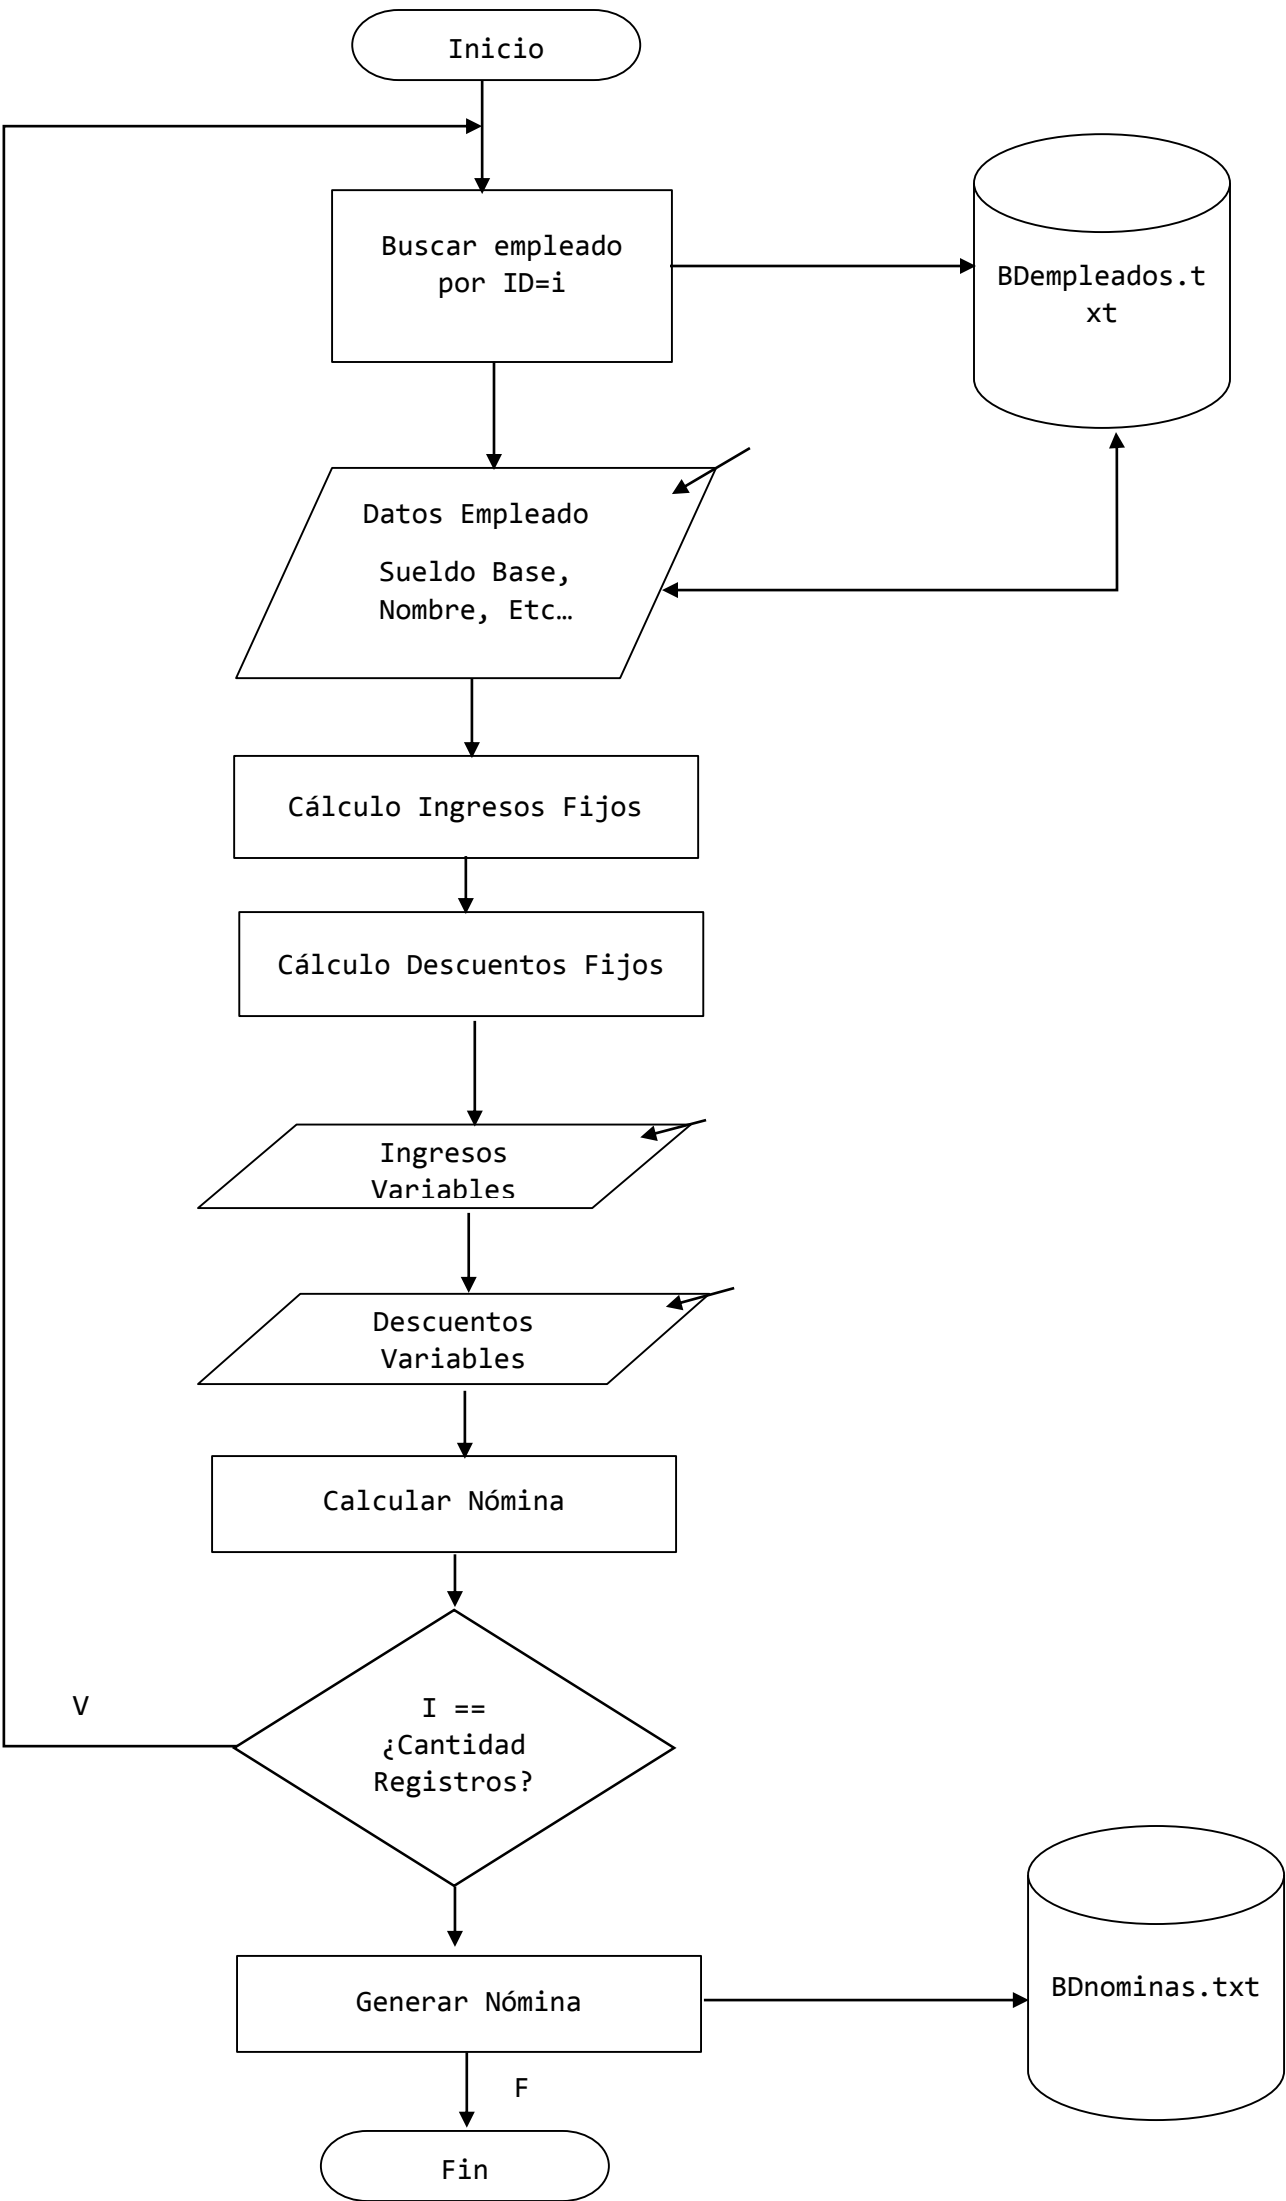 Inicio
Buscar empleado
por ID=i
BDempleados.t
xt
Datos Empleado
Sueldo Base,
Nombre, Etc…
Cálculo Ingresos Fijos
Cálculo Descuentos Fijos
Ingresos
Variables
Descuentos
Variables
Calcular Nómina
V
I ==
¿Cantidad
Registros?
Generar Nómina
BDnominas.txt
F
Fin